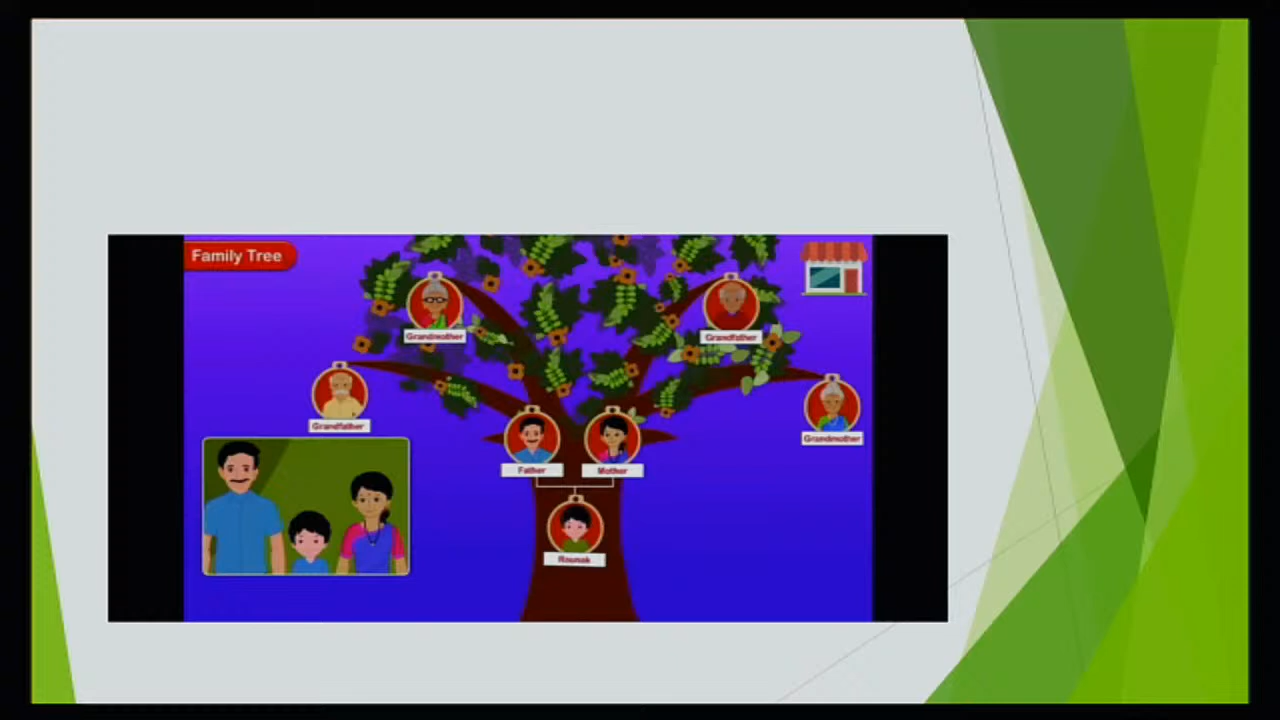 Family Tree
Grandmother
Grandfather
Grandfather
Grandmother
Father
Mother
Rounak